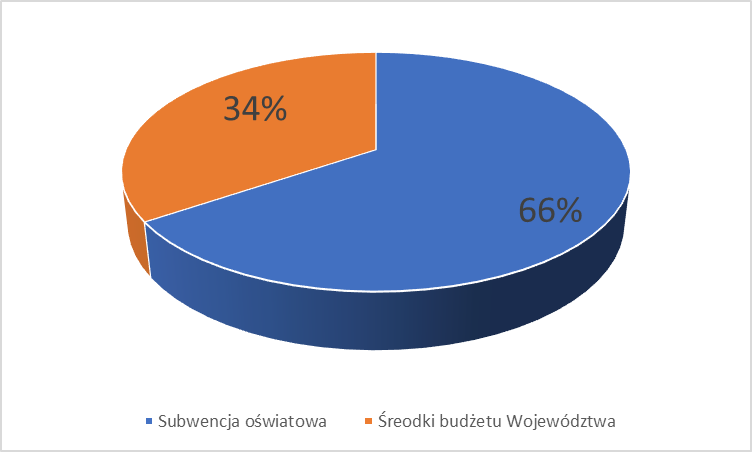 34%
66%
Subwencja oświatowa
Śreodki budżetu Województwa